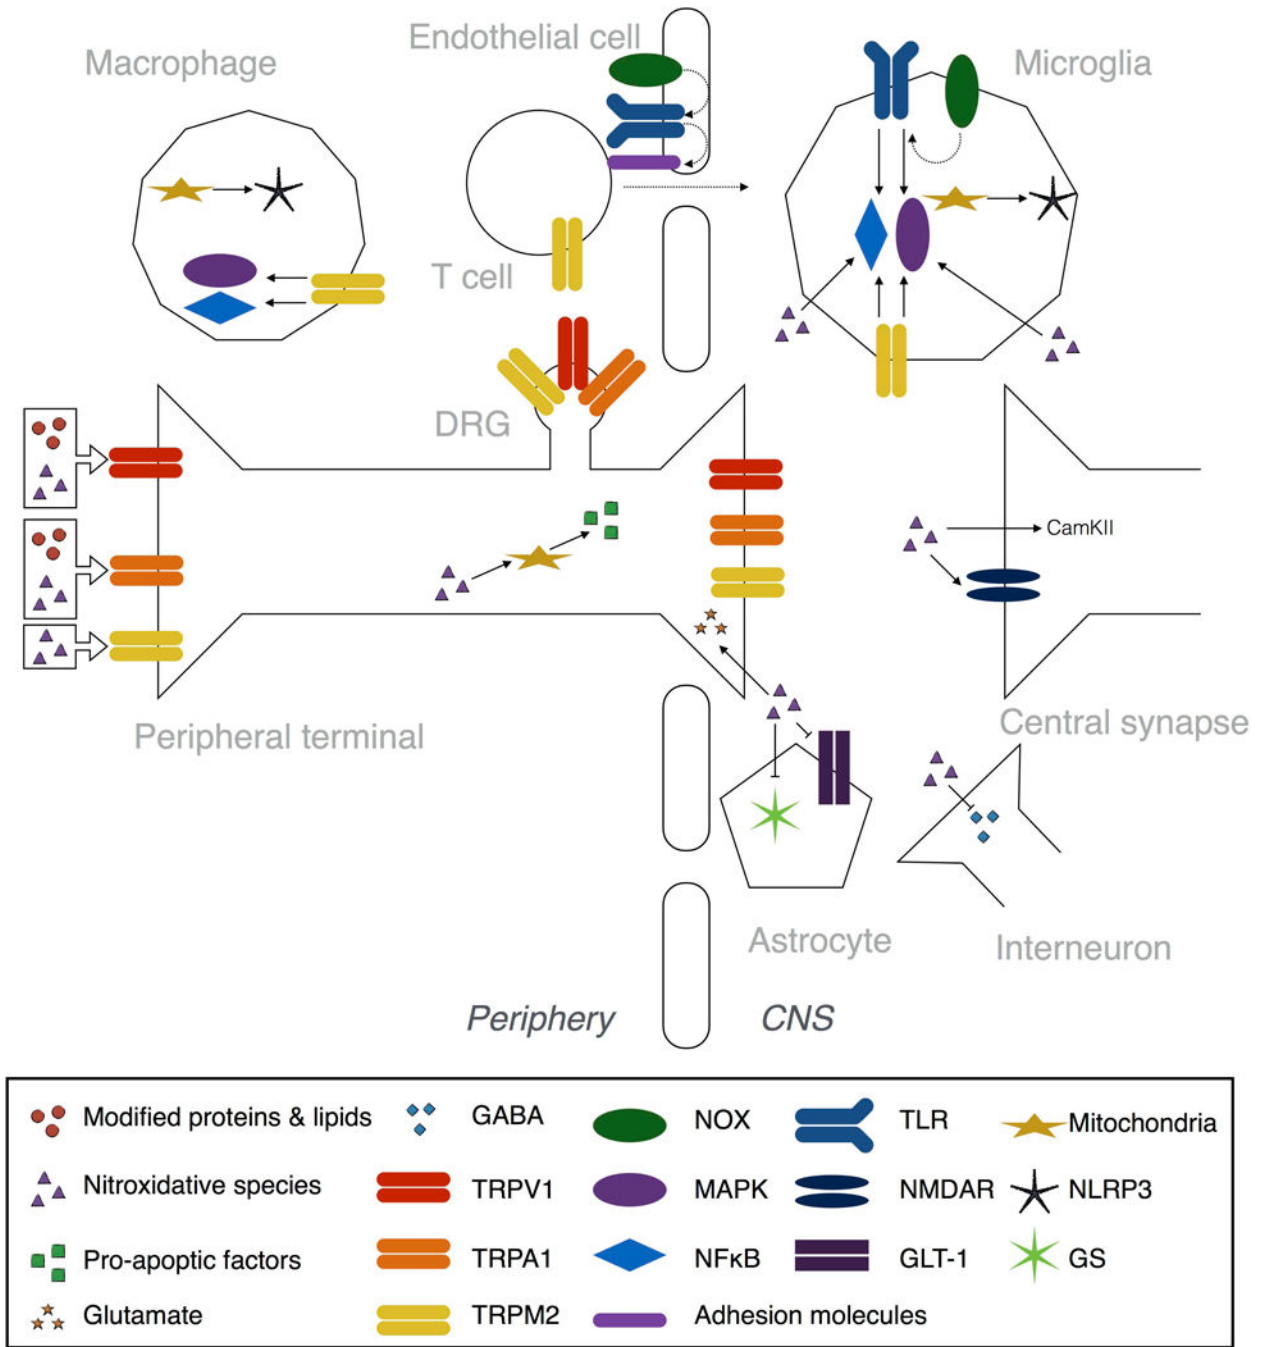 Endothelial cell
Macrophage
Microglia
T cell
DRG
CamKII
Peripheral terminal
Central synapse
Astrocyte
Interneuron
Periphery
CNS
Modified proteins & lipids
GABA
NOX
TLR
Mitochondria
Nitroxidative species
TRPV1
MAPK
NMDAR
NLRP3
Pro-apoptic factors
TRPA1
NFκB
GLT-1
GS
Glutamate
TRPM2
Adhesion molecules